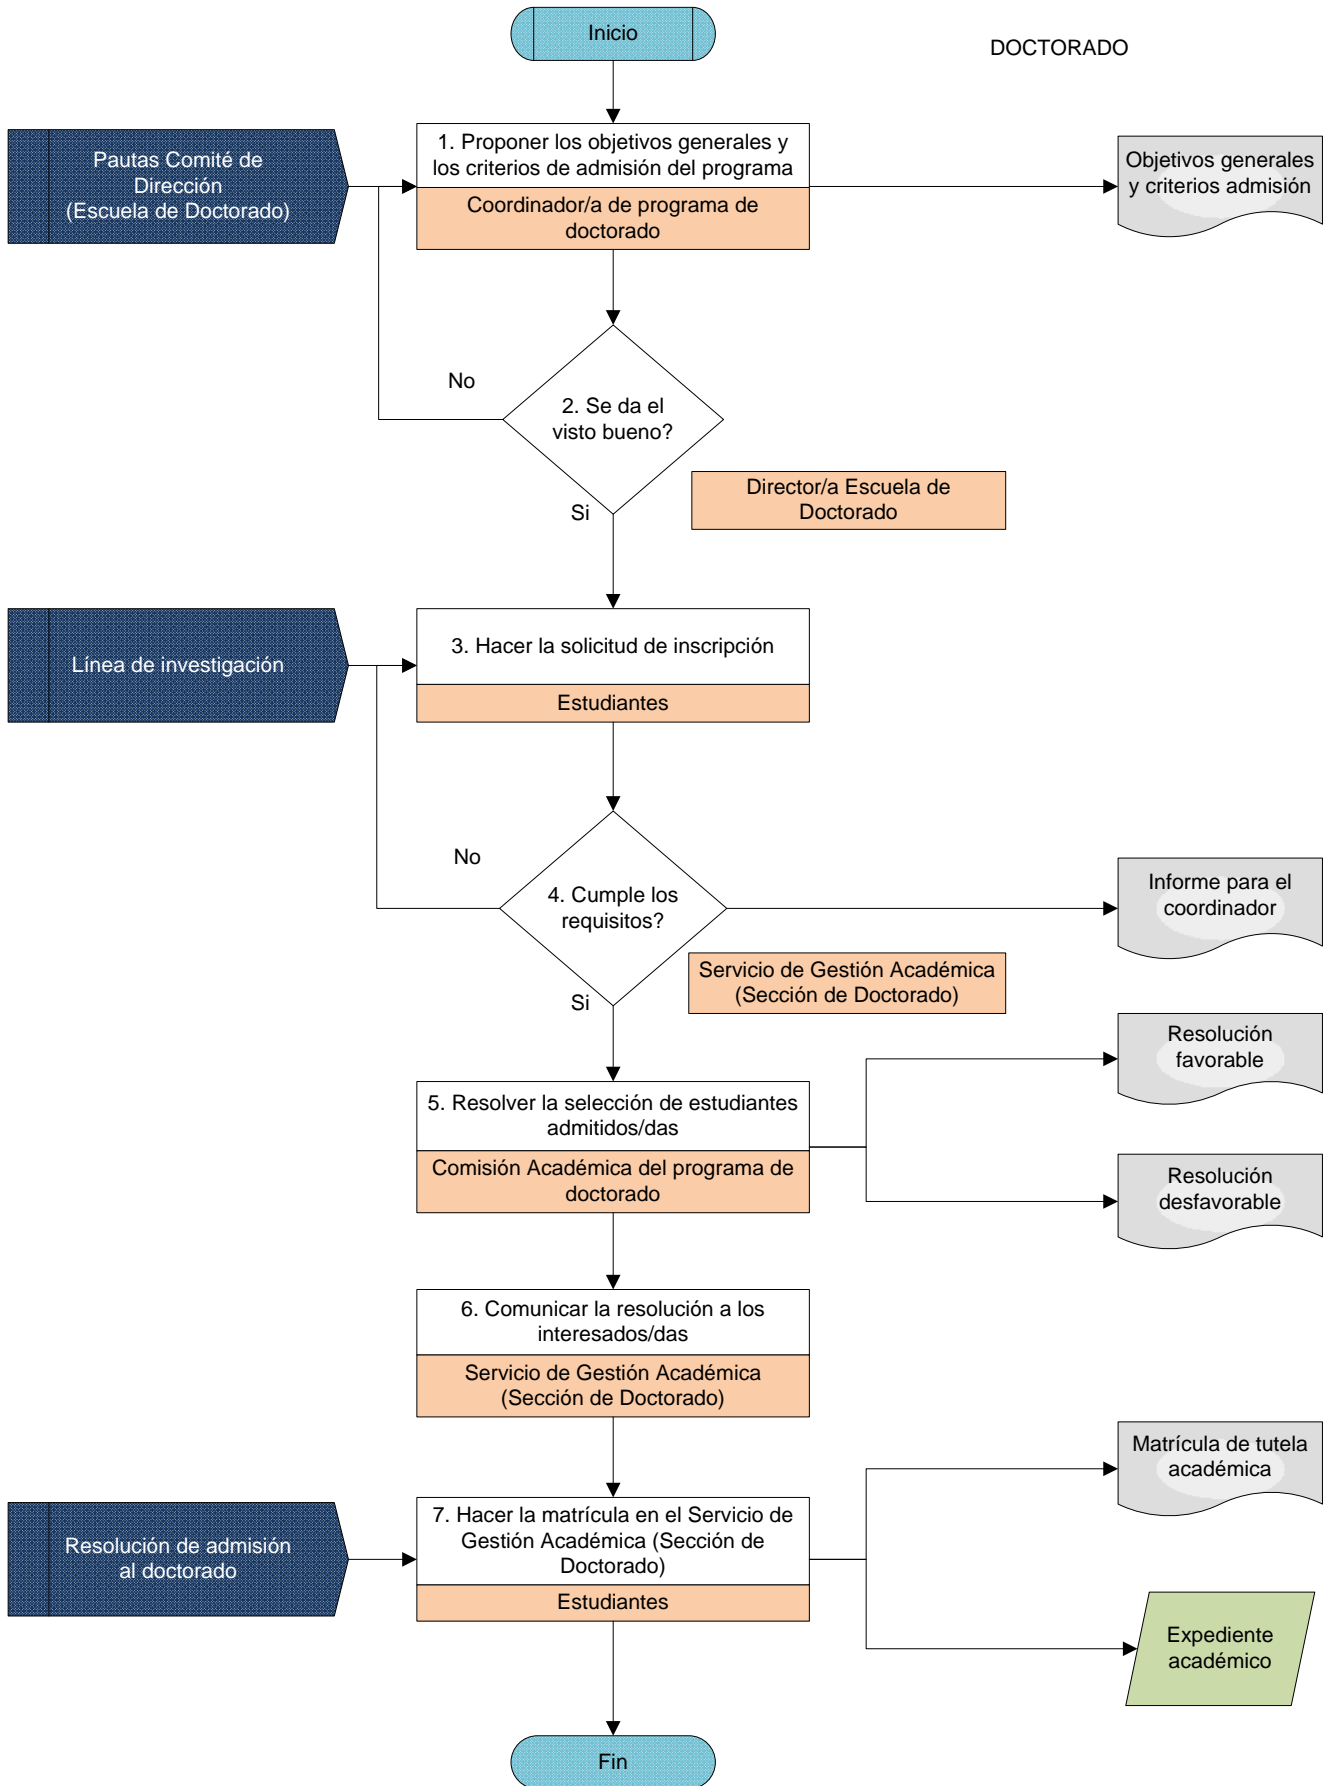 Inicio
DOCTORADO
Pautas Comité de
Dirección
(Escuela de Doctorado)
1. Proponer los objetivos generales y
los criterios de admisión del programa
Coordinador/a de programa de
doctorado
Objetivos generales
y criterios admisión
No
2. Se da el
visto bueno?
Director/a Escuela de
Doctorado
Si
Línea de investigación
3. Hacer la solicitud de inscripción
Estudiantes
No
4. Cumple los
requisitos?
Informe para el
coordinador
Servicio de Gestión Académica
(Sección de Doctorado)
Si
Resolución
favorable
5. Resolver la selección de estudiantes
admitidos/das
Comisión Académica del programa de
doctorado
Resolución
desfavorable
6. Comunicar la resolución a los
interesados/das
Servicio de Gestión Académica
(Sección de Doctorado)
Matrícula de tutela
académica
Resolución de admisión
al doctorado
7. Hacer la matrícula en el Servicio de
Gestión Académica (Sección de
Doctorado)
Estudiantes
Expediente
académico
Fin